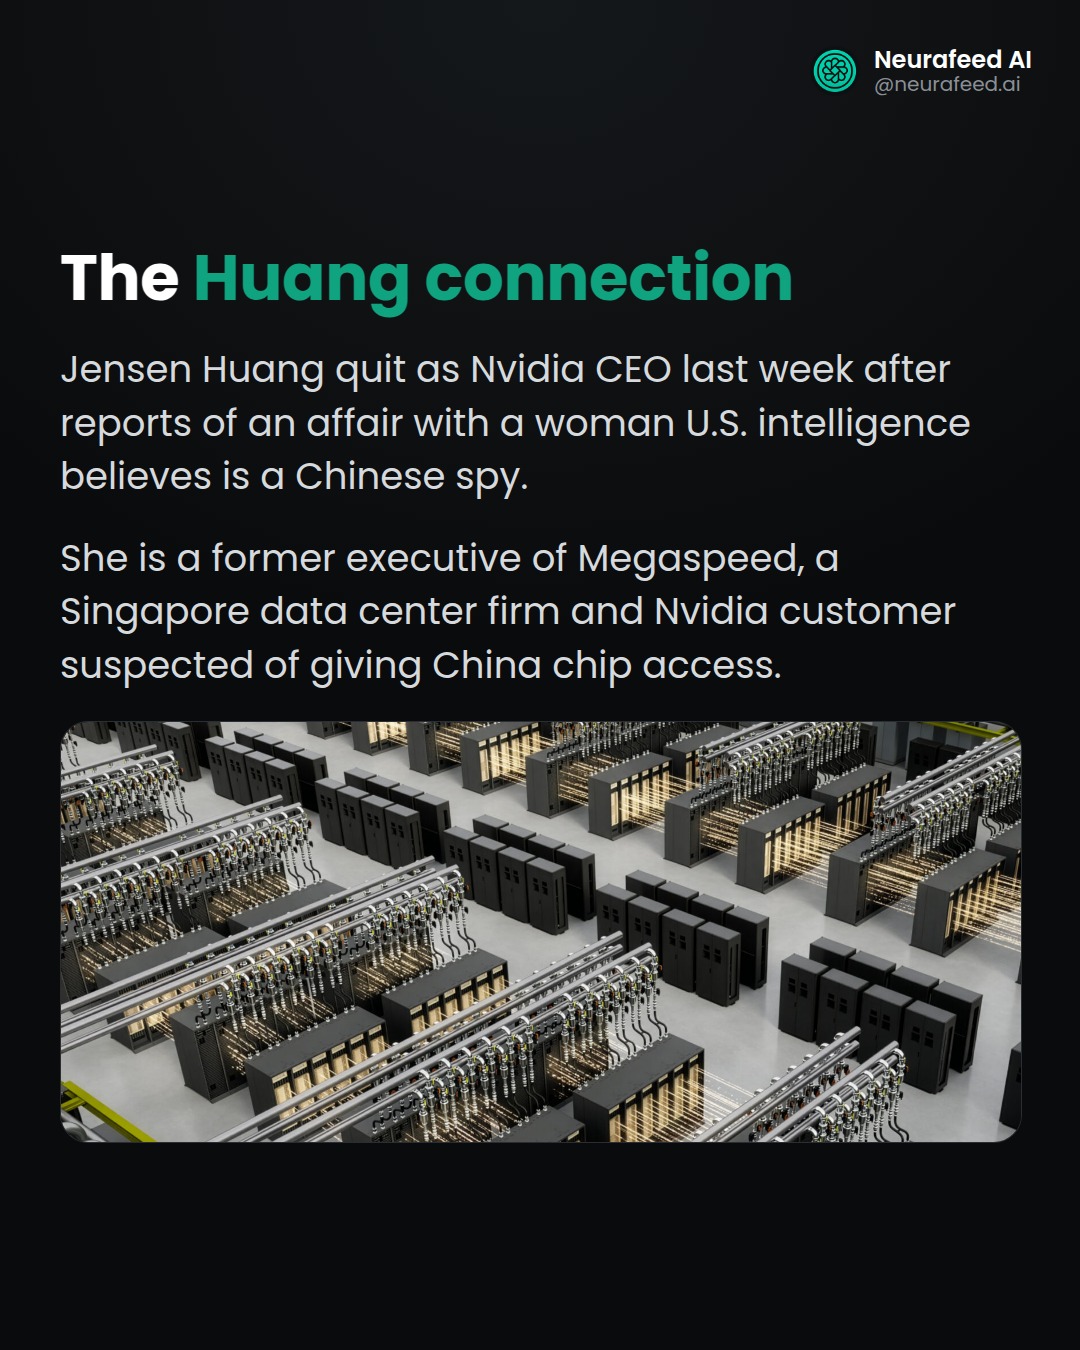 Neurafeed AI
@neurafeed.ai
The Huang connection
Jensen Huang quit as Nvidia CEO last week after
reports of an affair with a woman U.S. intelligence
believes is a Chinese spy.
She is a former executive of Megaspeed, a
Singapore data center firm and Nvidia customer
suspected of giving China chip access.